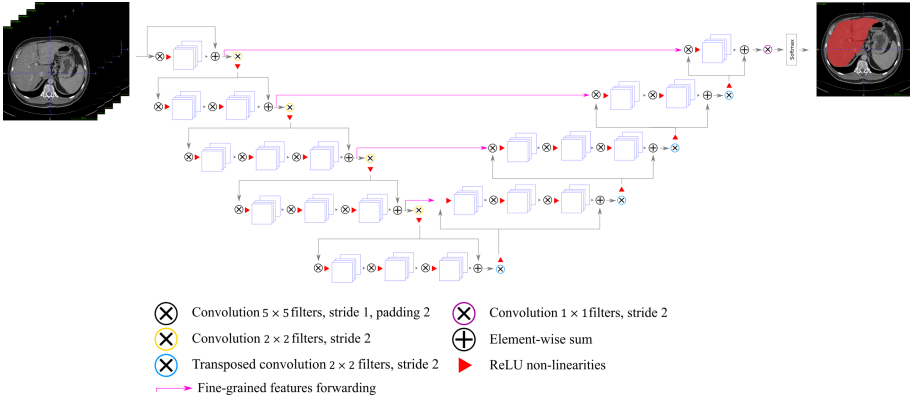 Softmax
Convolution 5 × 5 filters, stride 1, padding 2
Convolution 1 × 1 filters, stride 2
Convolution 2 × 2 filters, stride 2
Element-wise sum
Transposed convolution 2 × 2 filters, stride 2
ReLU non-linearities
Fine-grained features forwarding